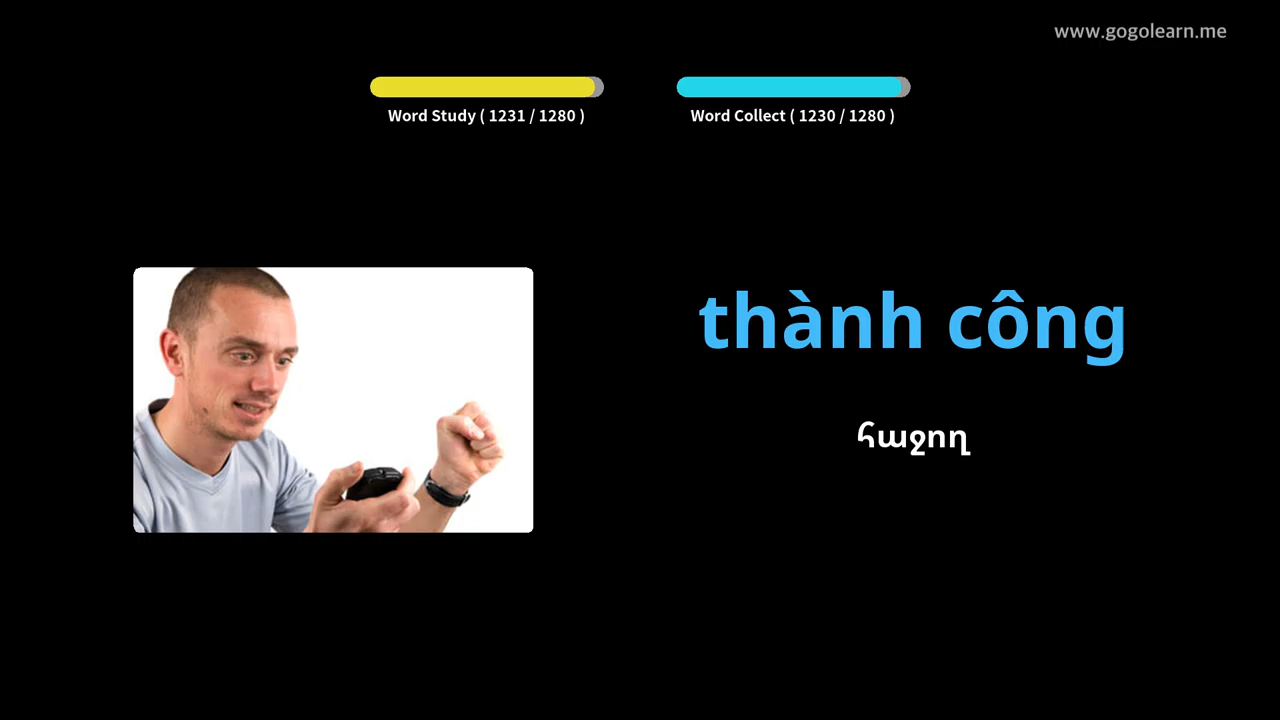 www.gogolearn.me
Word Study ( 1231 / 1280 )
Word Collect ( 1230 / 1280 )
thành công
հաջող